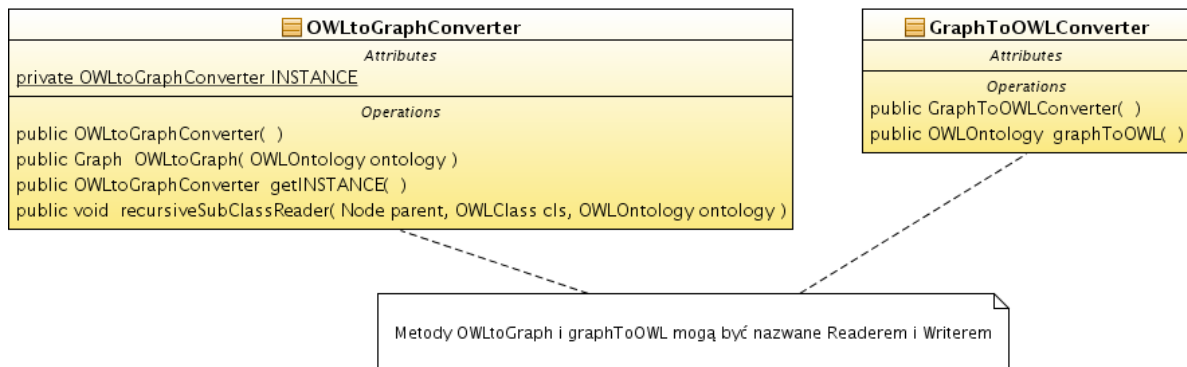 OWLtoGraphConverter
Attributes
private OWLtoGraphConverter INSTANCE
Operations
public OWLtoGraphConverter( )
public Graph OWLtoGraph( OWLOntology ontology )
public OWLtoGraphConverter getINSTANCE( )
public void recursiveSubClassReader( Node parent, OWLClass cls, OWLOntology ontology )
GraphToOWLConverter
Attributes
Operations
public GraphToOWLConverter( )
public OWLOntology graphToOWL( )
Metody OWLtoGraph i graphToOWL mogą być nazwane Readerem i Writerem